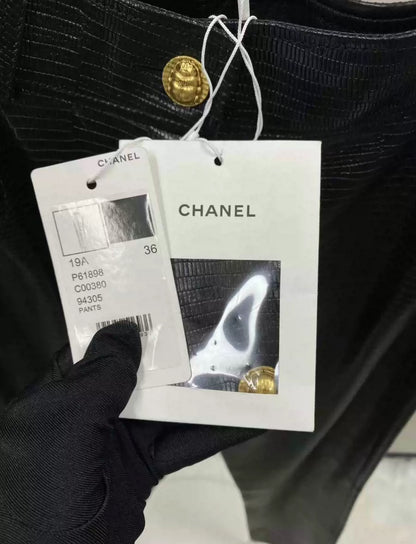 CHANEL
19A 36
P61898
C00380
94305
PANTS
CHANEL